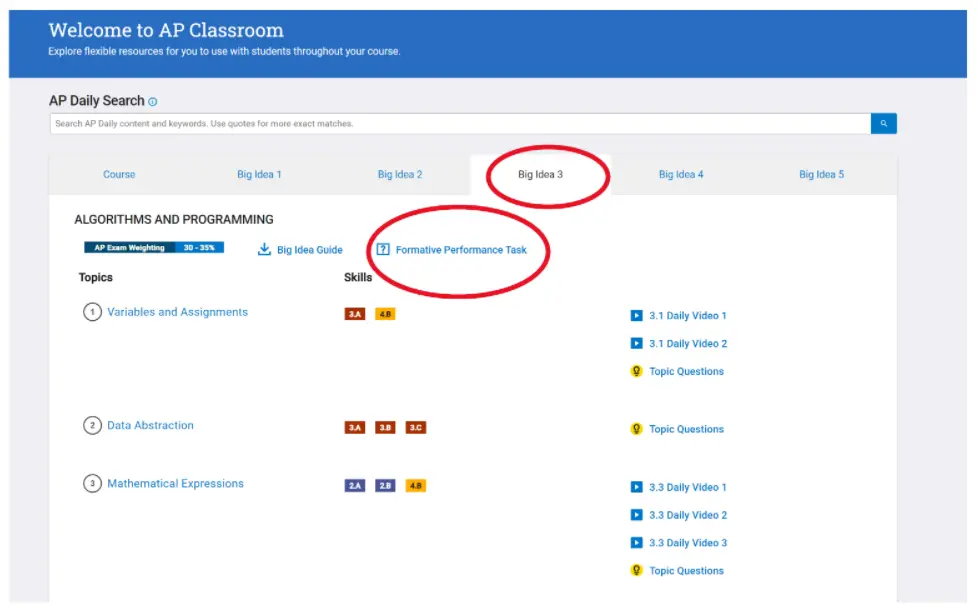 Welcome to AP Classroom
Explore flexible resources for you to use with students throughout your course.
AP Daily Search
Search AP Daily content and keywords. Use quotes for more exact matches.
Course Big Idea 1 Big Idea 2 Big Idea 3 Big Idea 4 Big Idea 5
ALGORITHMS AND PROGRAMMING
AP Exam Weighting 30 - 35% Big Idea Guide ? Formative Performance Task
Topics Skills
1 Variables and Assignments 3.A 4.B 3.1 Daily Video 1
3.1 Daily Video 2
Topic Questions
2 Data Abstraction 3.A 3.B 3.C Topic Questions
3 Mathematical Expressions 2.A 2.B 4.B 3.3 Daily Video 1
3.3 Daily Video 2
3.3 Daily Video 3
Topic Questions